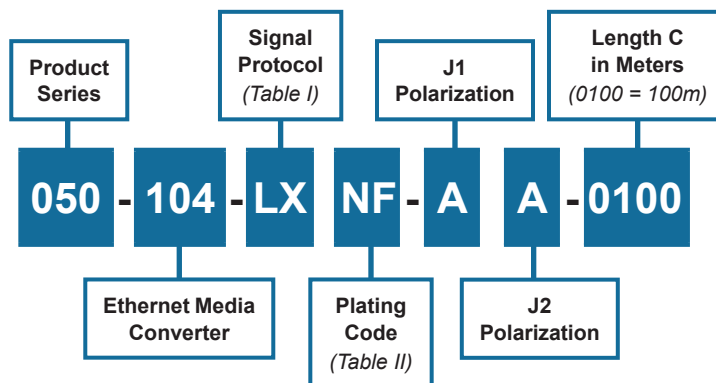 Product
Series
Signal
Protocol
(Table I)
J1
Polarization
Length C
in Meters
(0100 = 100m)
050 - 104 - LX NF - A A - 0100
Ethernet Media
Converter
Plating
Code
(Table II)
J2
Polarization